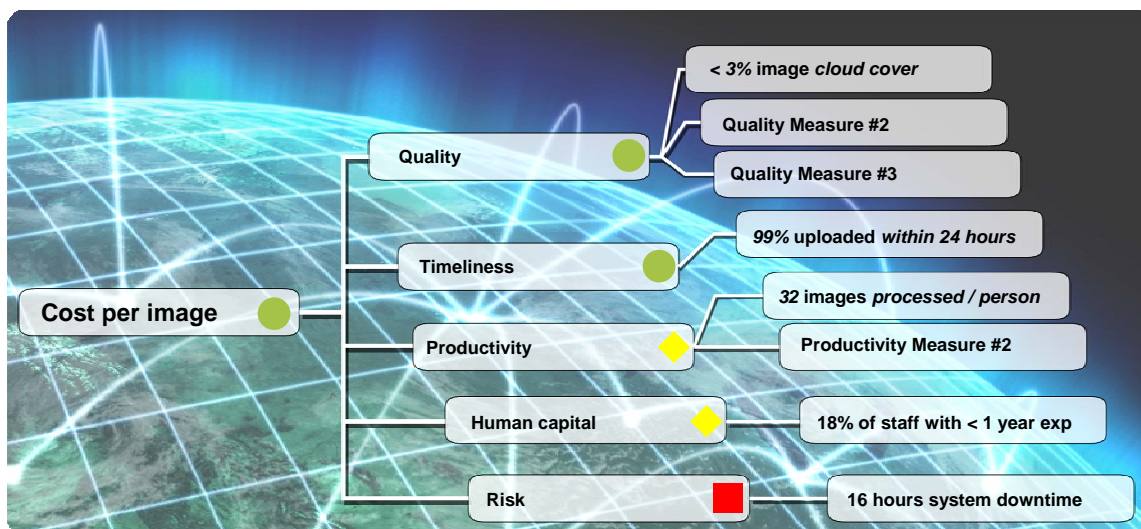 Cost per image
Quality
< 3% image cloud cover
Quality Measure #2
Quality Measure #3
Timeliness
99% uploaded within 24 hours
Productivity
32 images processed / person
Productivity Measure #2
Human capital
18% of staff with < 1 year exp
Risk
16 hours system downtime